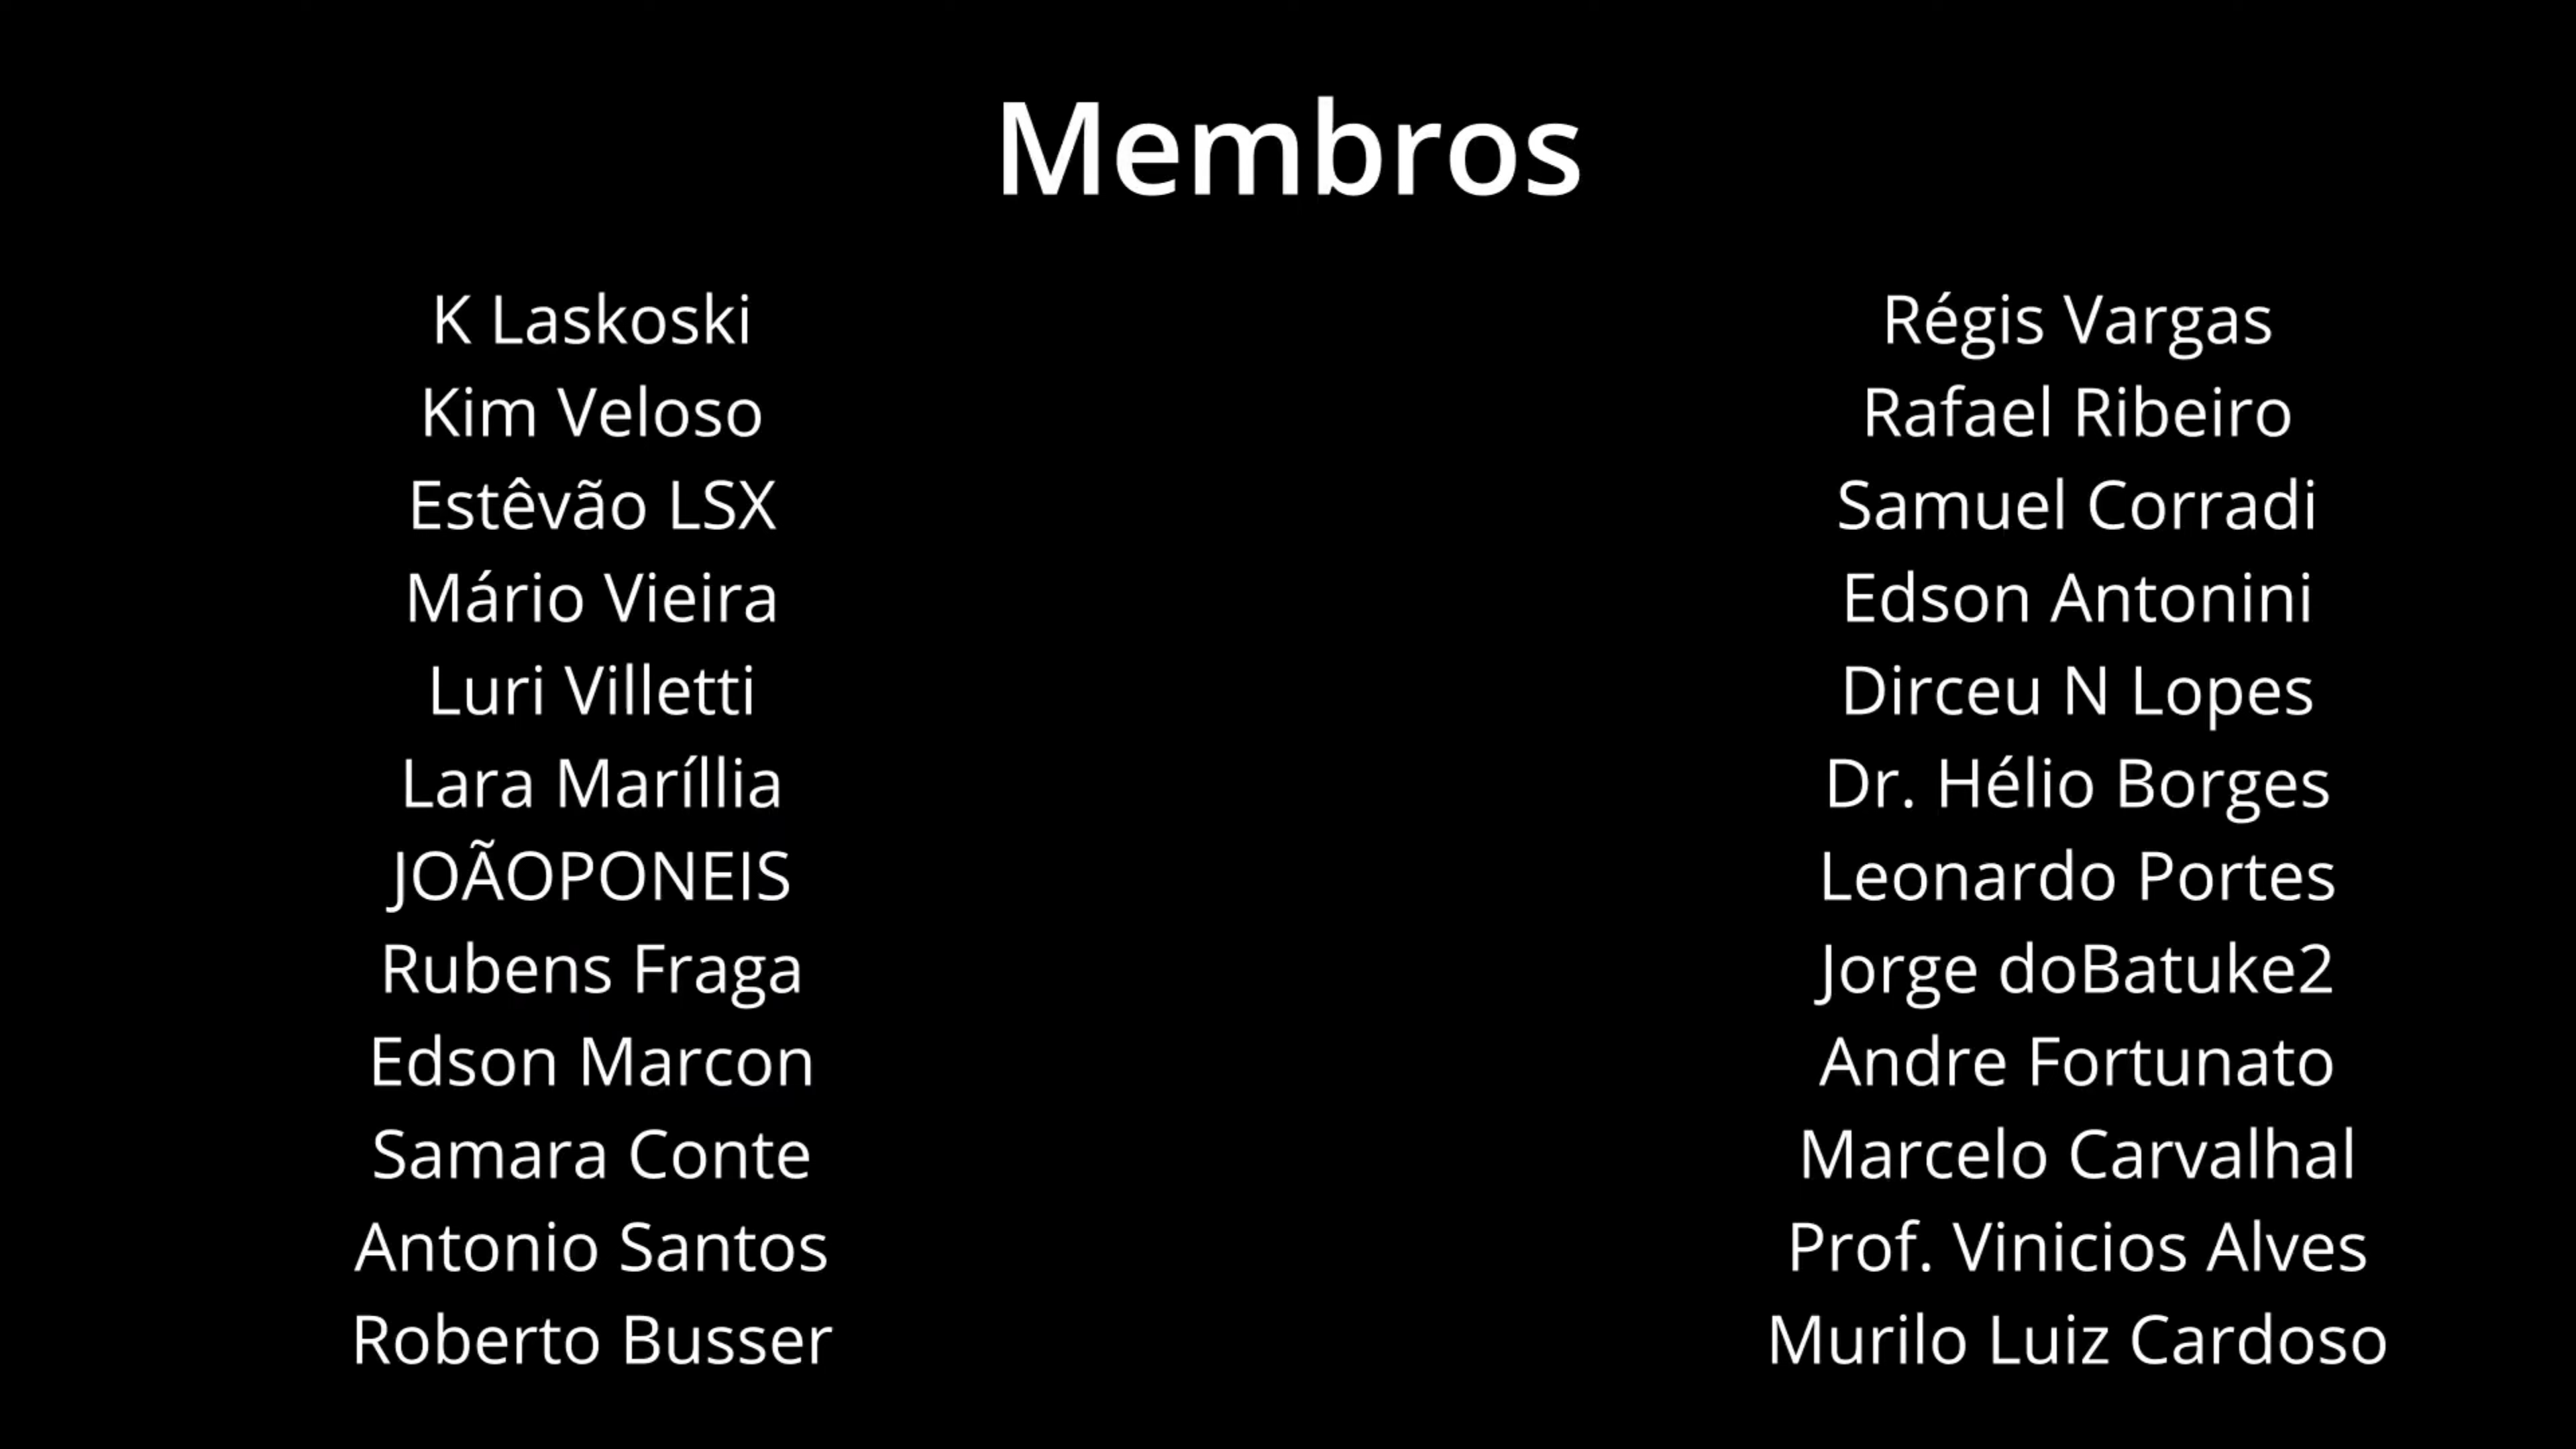 Membros
K Laskoski
Kim Veloso
Estêvão LSX
Mário Vieira
Luri Villetti
Lara Maríllia
JOÃOPONEIS
Rubens Fraga
Edson Marcon
Samara Conte
Antonio Santos
Roberto Busser
Régis Vargas
Rafael Ribeiro
Samuel Corradi
Edson Antonini
Dirceu N Lopes
Dr. Hélio Borges
Leonardo Portes
Jorge doBatuke2
Andre Fortunato
Marcelo Carvalhal
Prof. Vinicios Alves
Murilo Luiz Cardoso